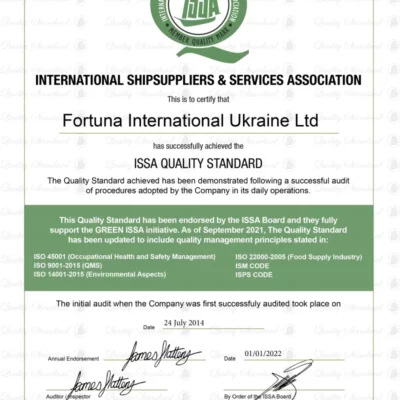 ISSA
MEMBER QUALITY MARK
INTERNATIONAL SHIPSUPPLIERS & SERVICES ASSOCIATION
This is to certify that
Fortuna International Ukraine Ltd
has successfully achieved the
ISSA QUALITY STANDARD
The Quality Standard achieved has been demonstrated following a successful audit
of procedures adopted by the Company in its daily operations.
This Quality Standard has been endorsed by the ISSA Board and they fully
support the GREEN ISSA initiative. As of September 2021, The Quality Standard
has been updated to include quality management principles stated in:
ISO 45001 (Occupational Health and Safety Management) ISO 22000-2005 (Food Supply Industry)
ISO 9001-2015 (QMS) ISM CODE
ISO 14001-2015 (Environmental Aspects) ISPS CODE
The initial audit when the Company was first successfuly audited took place on
Date 24 July 2014
Annual Endorsement James Slattery Date 01/01/2022
James Slattery
Auditor / Inspector By Order of the ISSA Board